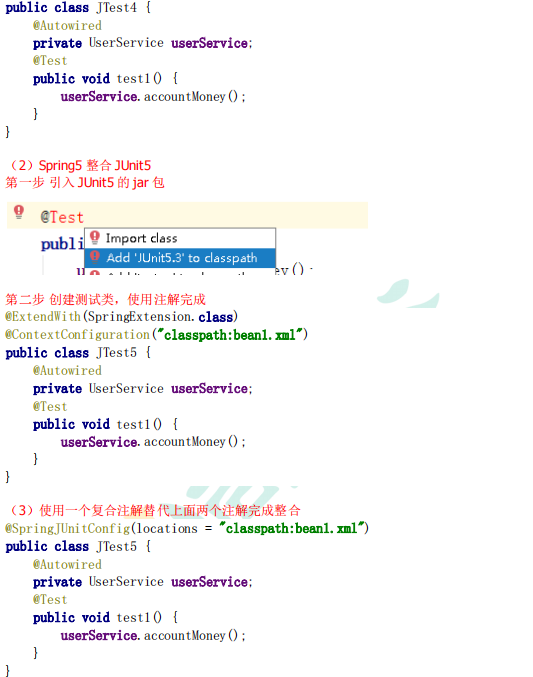 public class JTest4 {
@Autowired
private UserService userService;
@Test
public void test1() {
userService.accountMoney();
}
}
（2）Spring5 整合 JUnit5
第一步 引入 JUnit5 的 jar 包
@Test
publi
Import class
Add 'JUnit5.3' to classpath
ey();
第二步 创建测试类，使用注解完成
@ExtendWith(SpringExtension.class)
@ContextConfiguration("classpath:bean1.xml")
public class JTest5 {
@Autowired
private UserService userService;
@Test
public void test1() {
userService.accountMoney();
}
}
（3）使用一个复合注解替代上面两个注解完成整合
@SpringJUnitConfig(locations = "classpath:bean1.xml")
public class JTest5 {
@Autowired
private UserService userService;
@Test
public void test1() {
userService.accountMoney();
}
}